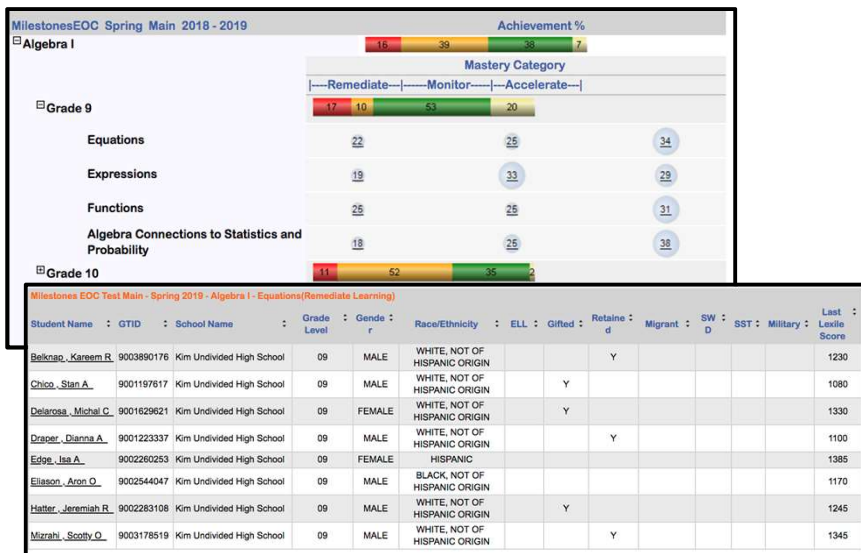 MilestonesEOC Spring Main 2018 - 2019 Achievement %
Algebra I 16 39 38 7
Mastery Category
|----Remediate---|------Monitor-----|---Accelerate---|
Grade 9 17 10 53 20
Equations 22 25 34
Expressions 19 33 29
Functions 25 25 31
Algebra Connections to Statistics and
Probability 18 25 38
Grade 10 11 52 35 2
Milestones EOC Test Main - Spring 2019 - Algebra I - Equations(Remediate Learning)
Student Name GTID School Name Grade Level Gender Race/Ethnicity ELL Gifted Retained Migrant SWD SST Military Last Lexile Score
Belknap , Kareem R 9003890176 Kim Undivided High School 09 MALE WHITE, NOT OF HISPANIC ORIGIN Y 1230
Chico , Stan A 9001197617 Kim Undivided High School 09 MALE WHITE, NOT OF HISPANIC ORIGIN Y 1080
Delarosa , Michal C 9001629621 Kim Undivided High School 09 FEMALE WHITE, NOT OF HISPANIC ORIGIN Y 1330
Draper , Dianna A 9001223337 Kim Undivided High School 09 MALE WHITE, NOT OF HISPANIC ORIGIN Y 1100
Edge , Isa A 9002260253 Kim Undivided High School 09 FEMALE HISPANIC 1385
Eliason , Aron O 9002544047 Kim Undivided High School 09 MALE BLACK, NOT OF HISPANIC ORIGIN 1170
Hatter , Jeremiah R 9002283108 Kim Undivided High School 09 MALE WHITE, NOT OF HISPANIC ORIGIN Y 1245
Mizrahi , Scotty O 9003178519 Kim Undivided High School 09 MALE WHITE, NOT OF HISPANIC ORIGIN Y 1345